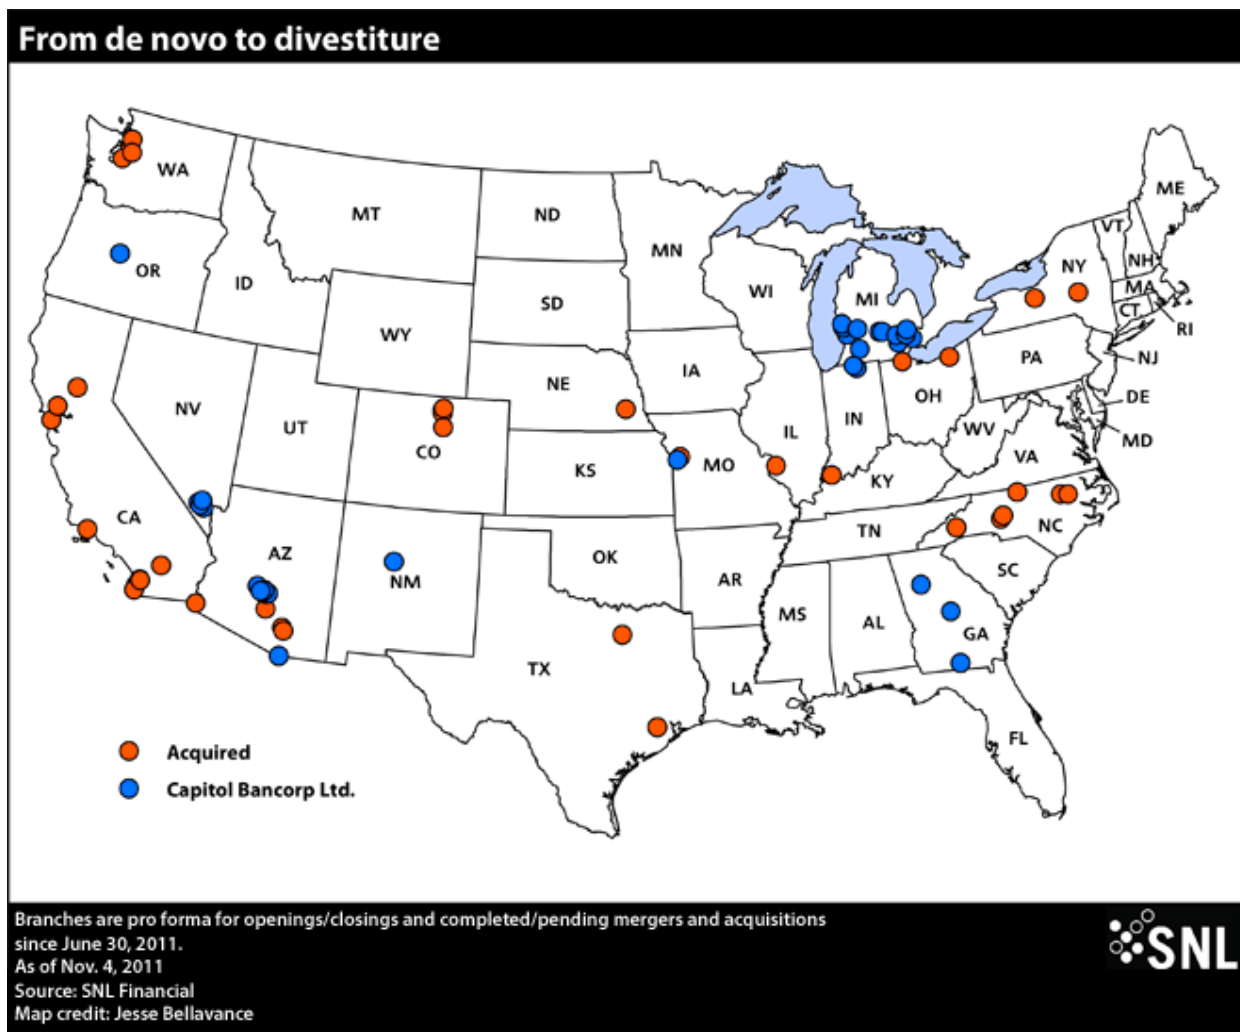 From de novo to divestiture
WA
MT
ND
MN
ME
VT
NH
NY
MA
CT
RI
OR
ID
SD
WI
MI
WY
PA
NJ
IA
NE
OH
DE
NV
UT
CO
IL
IN
WV
MD
KS
MO
KY
VA
CA
NC
TN
AZ
NM
OK
AR
SC
MS
AL
GA
TX
LA
FL
Acquired
Capitol Bancorp Ltd.
Branches are pro forma for openings/closings and completed/pending mergers and acquisitions
since June 30, 2011.
As of Nov. 4, 2011
Source: SNL Financial
Map credit: Jesse Bellavance
SNL